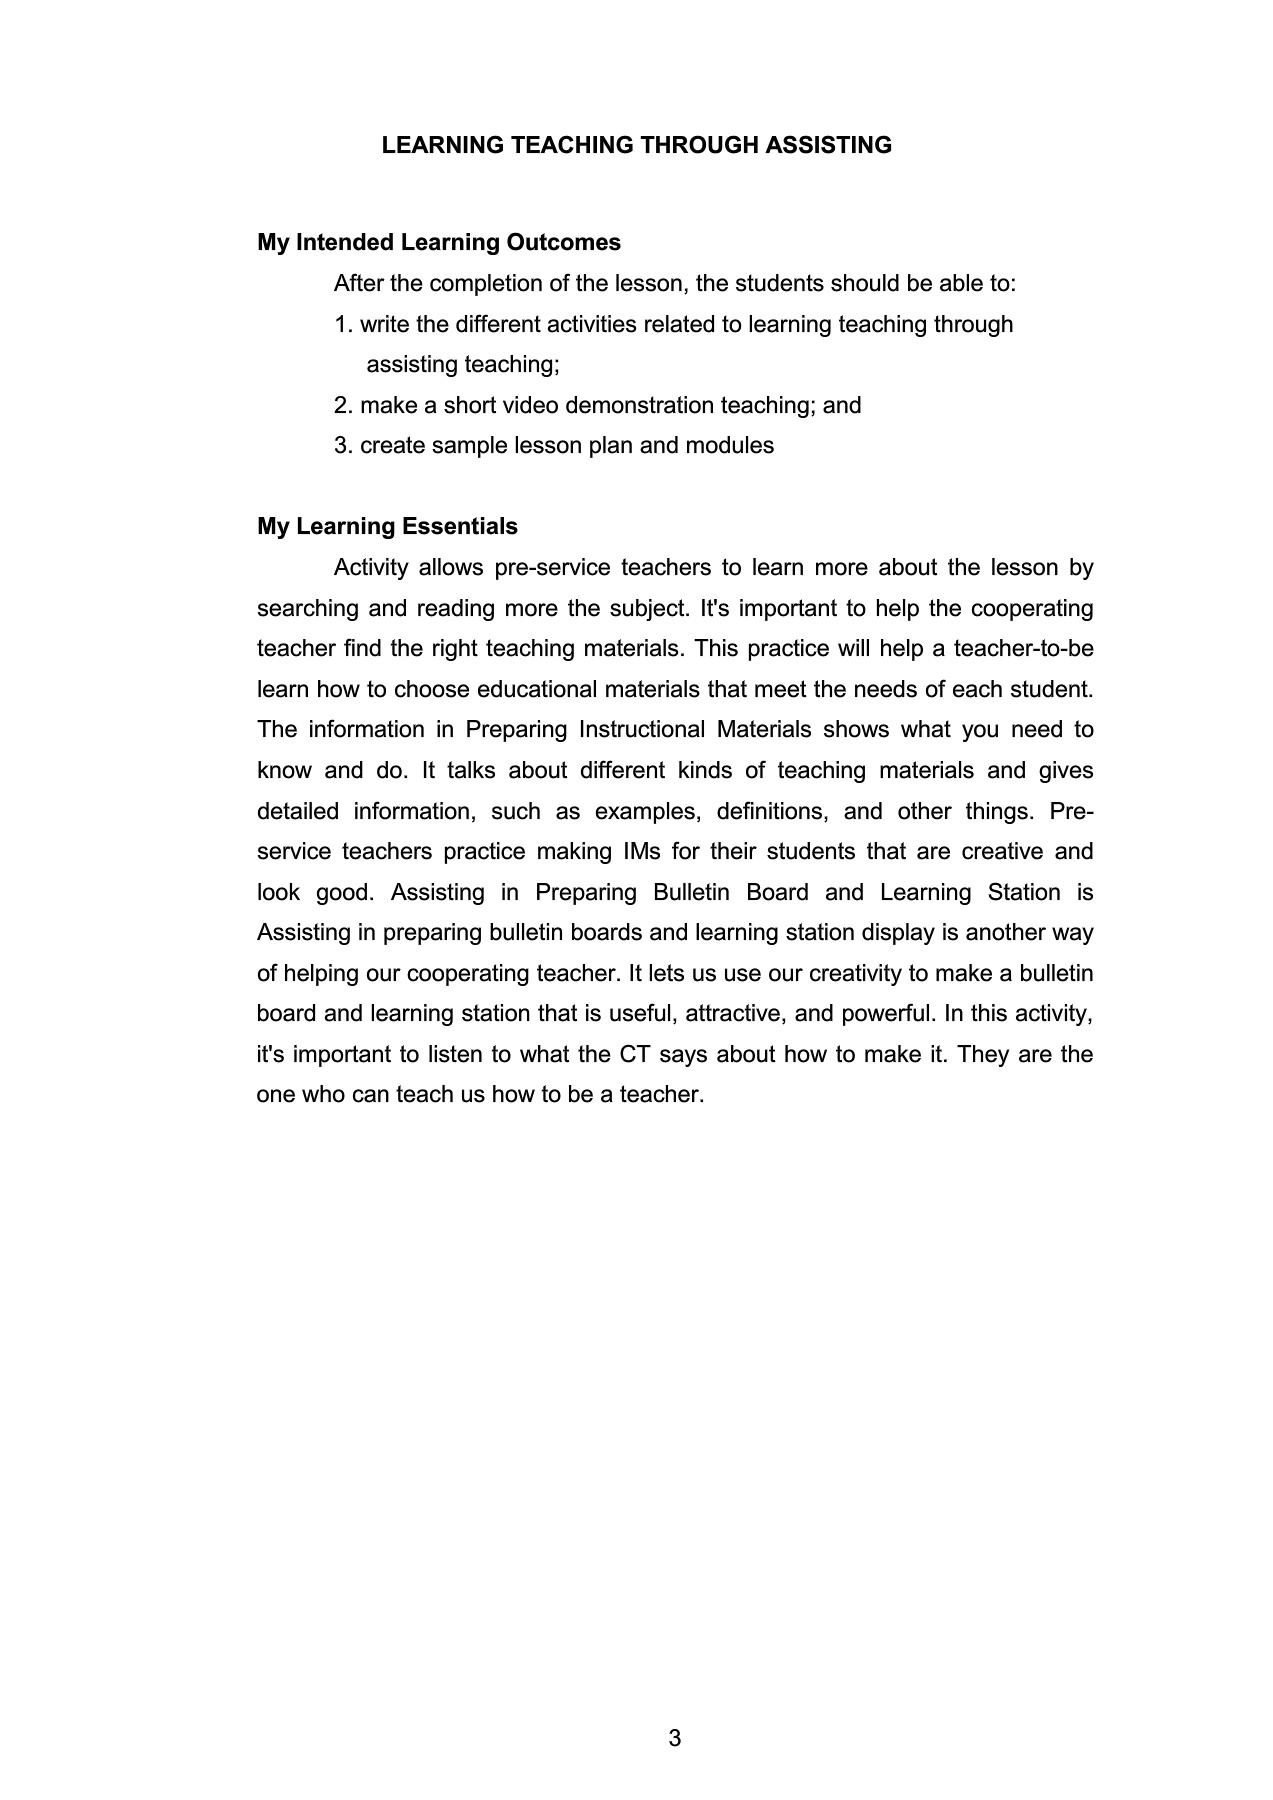 LEARNING TEACHING THROUGH ASSISTING
My Intended Learning Outcomes
After the completion of the lesson, the students should be able to:
1. write the different activities related to learning teaching through
assisting teaching;
2. make a short video demonstration teaching; and
3. create sample lesson plan and modules
My Learning Essentials
Activity allows pre-service teachers to learn more about the lesson by
searching and reading more the subject. It's important to help the cooperating
teacher find the right teaching materials. This practice will help a teacher-to-be
learn how to choose educational materials that meet the needs of each student.
The information in Preparing Instructional Materials shows what you need to
know and do. It talks about different kinds of teaching materials and gives
detailed information, such as examples, definitions, and other things. Pre-
service teachers practice making IMs for their students that are creative and
look good. Assisting in Preparing Bulletin Board and Learning Station is
Assisting in preparing bulletin boards and learning station display is another way
of helping our cooperating teacher. It lets us use our creativity to make a bulletin
board and learning station that is useful, attractive, and powerful. In this activity,
it's important to listen to what the CT says about how to make it. They are the
one who can teach us how to be a teacher.
3